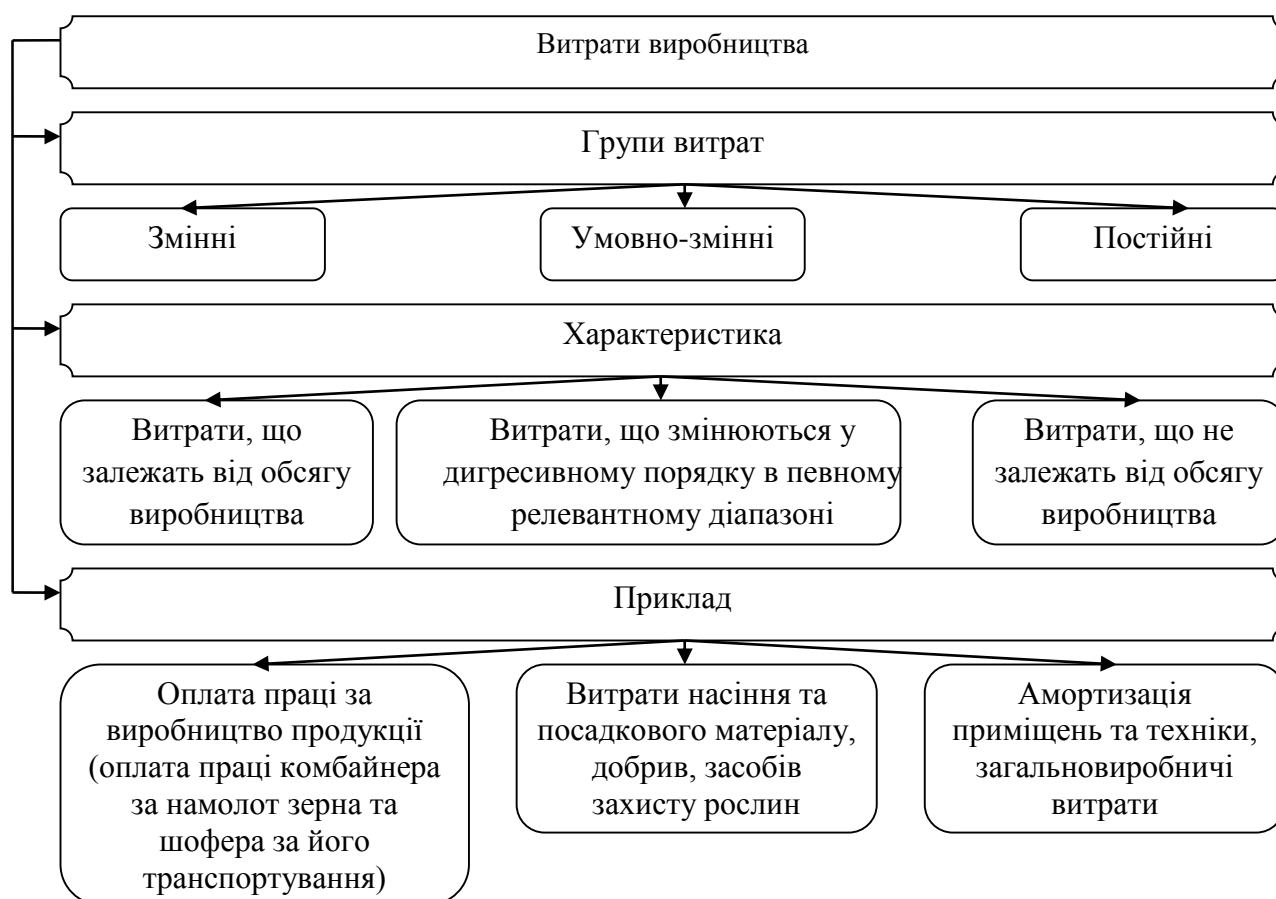 Витрати виробництва
Групи витрат
Змінні
Умовно-змінні
Постійні
Характеристика
Витрати, що
залежать від обсягу
виробництва
Витрати, що змінюються у
дигресивному порядку в певному
релевантному діапазоні
Витрати, що не
залежать від обсягу
виробництва
Приклад
Оплата праці за
виробництво продукції
(оплата праці комбайнера
за намолот зерна та
шофера за його
транспортування)
Витрати насіння та
посадкового матеріалу,
добрив, засобів
захисту рослин
Амортизація
приміщень та техніки,
загальновиробничі
витрати